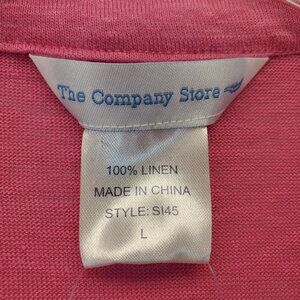 The Company Store
100% LINEN
MADE IN CHINA
STYLE: SI45
L